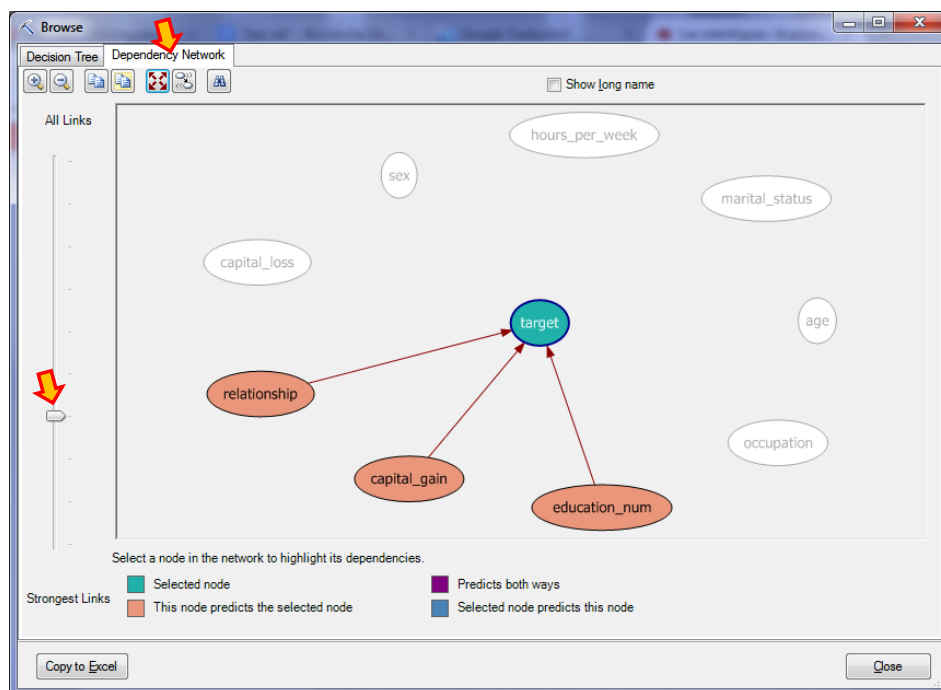 Browse
Decision Tree
Dependency Network
Show long name
All Links
hours_per_week
sex
marital_status
capital_loss
target
age
relationship
occupation
capital_gain
education_num
Select a node in the network to highlight its dependencies.
Selected node
Predicts both ways
Strongest Links
This node predicts the selected node
Selected node predicts this node
Copy to Excel
Close